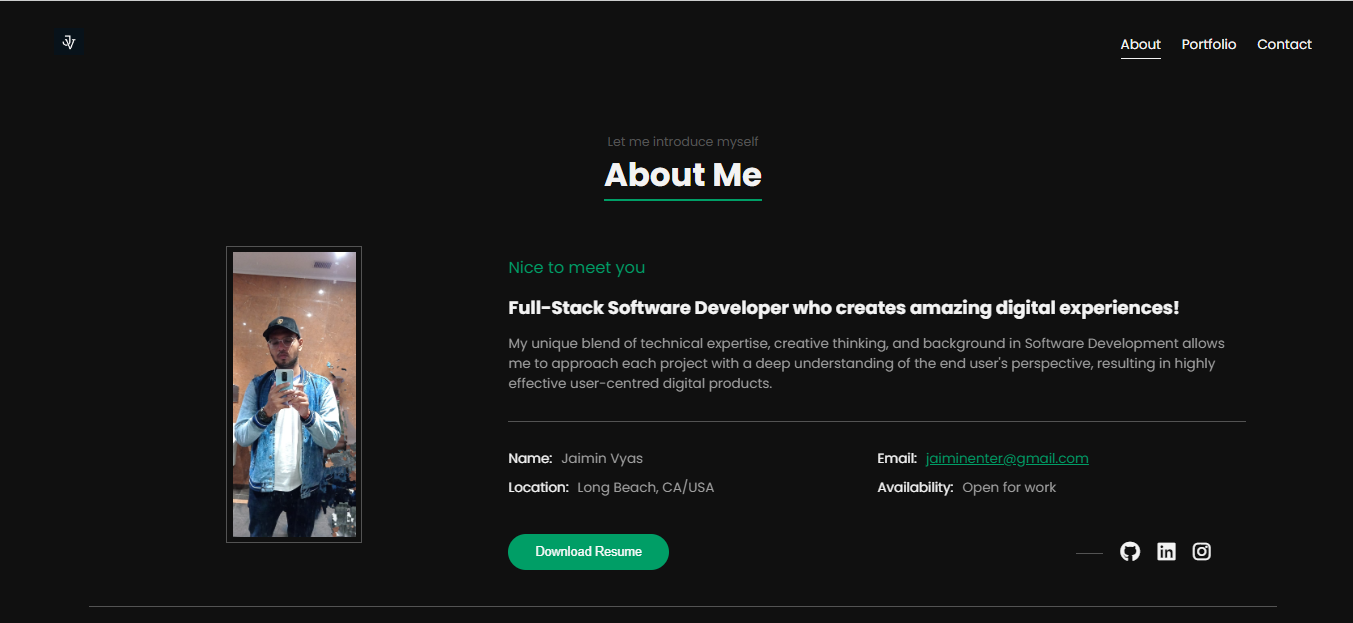 JV
About Portfolio Contact
Let me introduce myself
About Me
Nice to meet you
Full-Stack Software Developer who creates amazing digital experiences!
My unique blend of technical expertise, creative thinking, and background in Software Development allows
me to approach each project with a deep understanding of the end user's perspective, resulting in highly
effective user-centred digital products.
Name: Jaimin Vyas
Email: jaiminenter@gmail.com
Location: Long Beach, CA/USA
Availability: Open for work
Download Resume
in